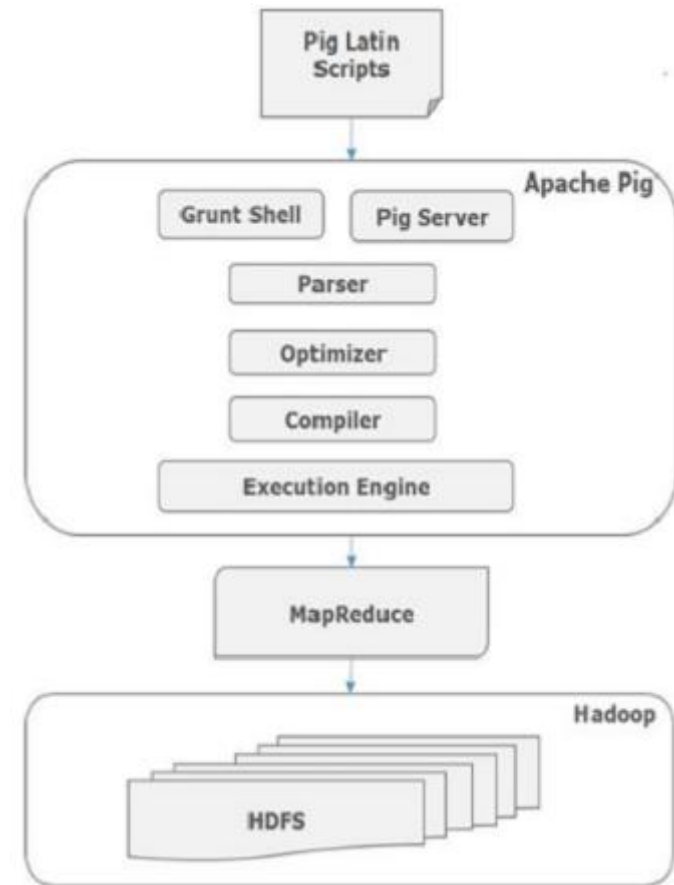 Pig Latin
Scripts
Apache Pig
Grunt Shell
Pig Server
Parser
Optimizer
Compiler
Execution Engine
MapReduce
Hadoop
HDFS